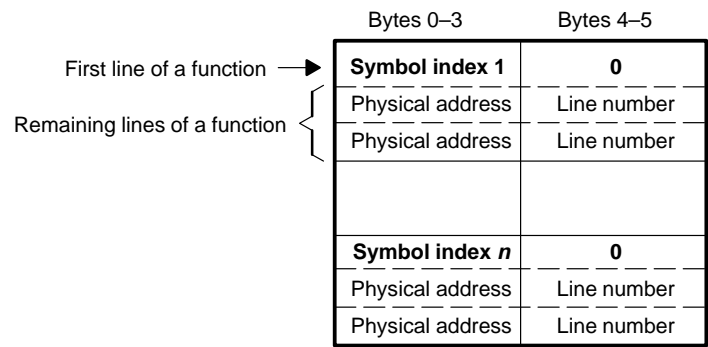 Bytes 0–3 Bytes 4–5
First line of a function Symbol index 1 0
Physical address Line number
Remaining lines of a function
Physical address Line number
Symbol index n 0
Physical address Line number
Physical address Line number